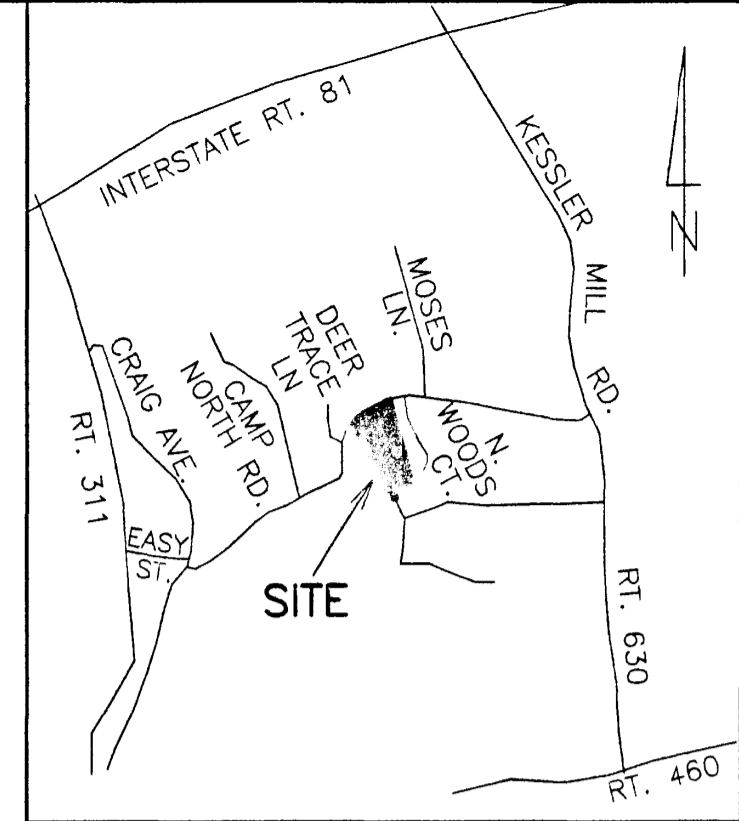 INTERSTATE RT. 81
KESSLER
MILL
RD.
N
MOSES
LN.
DEER
TRACE
LN
CRAIG AVE.
CAMP
NORTH RD.
RT. 311
N.
WOODS
CT.
EASY
ST.
SITE
RT. 630
RT. 460